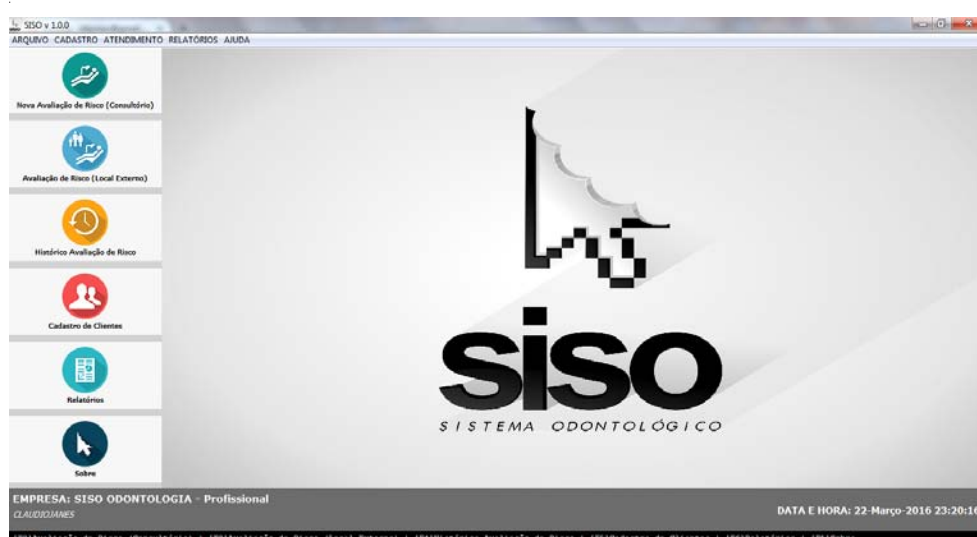 SISO v 1.0.0
ARQUIVO CADASTRO ATENDIMENTO RELATÓRIOS AJUDA
Nova Avaliação de Risco (Consultório)
Avaliação de Risco (Local Externo)
Histórico Avaliação de Risco
Cadastro de Clientes
Relatórios
Sobre
siso
SISTEMA ODONTOLÓGICO
EMPRESA: SISO ODONTOLOGIA - Profissional
CLAUDIOJANES
DATA E HORA: 22-Março-2016 23:20:16